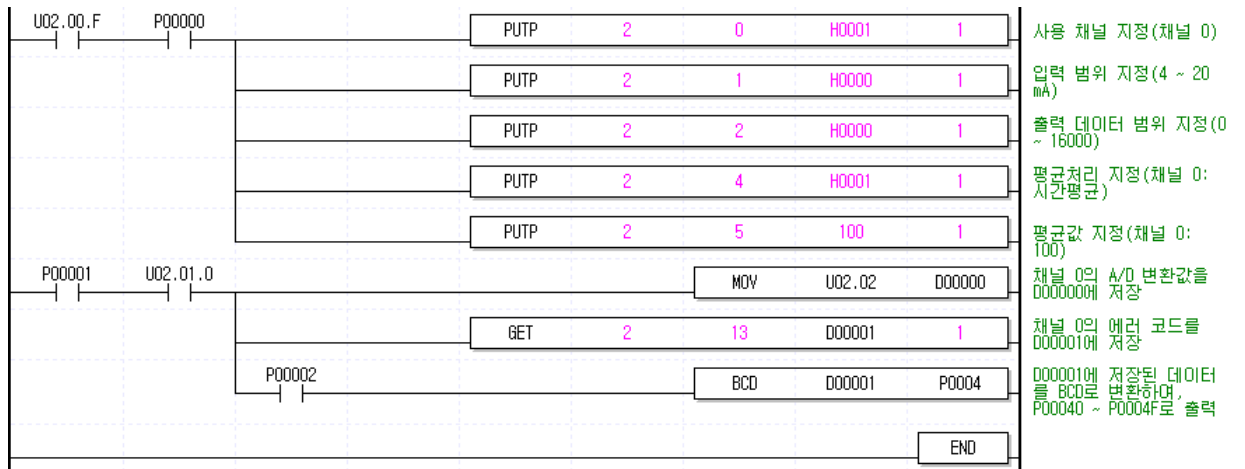 U02.00.F P00000 PUTP 2 0 H0001 1 사용 채널 지정(채널 0)
PUTP 2 1 H0000 1 입력 범위 지정(4 ~ 20
mA)
PUTP 2 2 H0000 1 출력 데이터 범위 지정(0
~ 16000)
PUTP 2 4 H0001 1 평균처리 지정(채널 0:
시간평균)
PUTP 2 5 100 1 평균값 지정(채널 0:
100)
P00001 U02.01.0 MOV U02.02 D00000 채널 0의 A/D 변환값을
D00000에 저장
GET 2 13 D00001 1 채널 0의 에러 코드를
D00001에 저장
P00002 BCD D00001 P0004 D00001에 저장된 데이터
를 BCD로 변환하여,
P00040 ~ P0004F로 출력
END